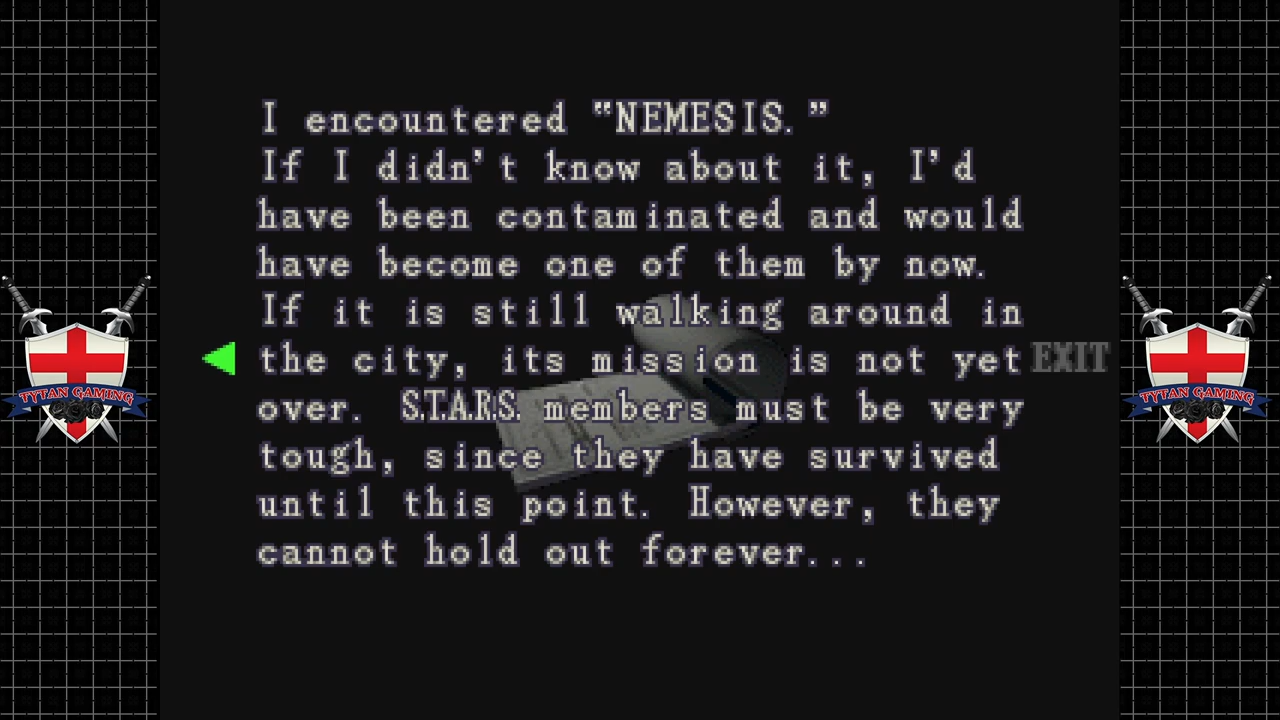 I encountered "NEMESIS."
If I didn't know about it, I'd
have been contaminated and would
have become one of them by now.
If it is still walking around in
the city, its mission is not yet
EXIT
over. S.T.A.R.S. members must be very
tough, since they have survived
until this point. However, they
cannot hold out forever...
TYTAN GAMING
TYTAN GAMING